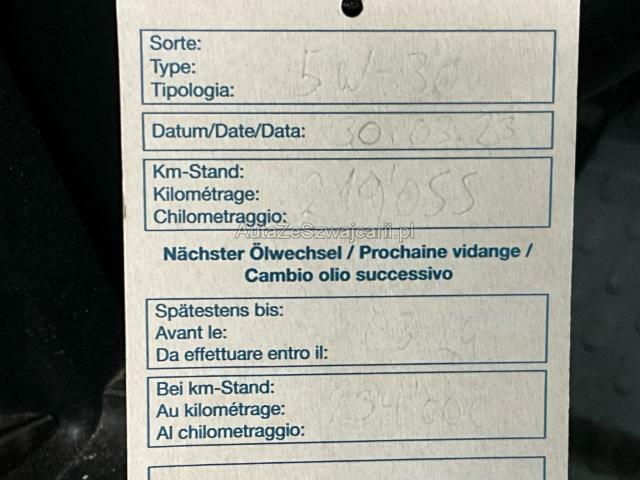 Sorte:
Type: 5W-30
Tipologia:
Datum/Date/Data: 30.03.23
Km-Stand:
Kilométrage: 219'055
Chilometraggio:
AutaZeSzwajcarii.pl
Nächster Ölwechsel / Prochaine vidange /
Cambio olio successivo
Spätestens bis:
Avant le:
Da effettuare entro il:
Bei km-Stand:
Au kilométrage:
Al chilometraggio: